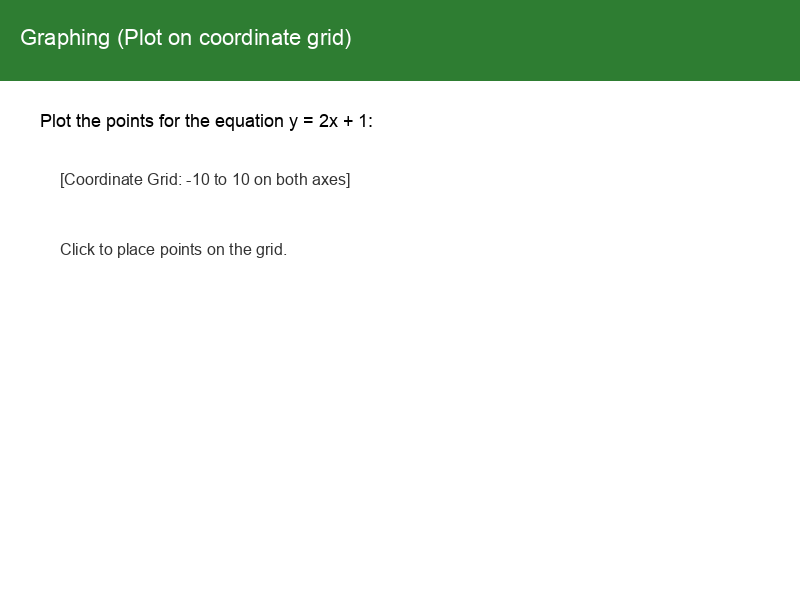 Graphing (Plot on coordinate grid)
Plot the points for the equation y = 2x + 1:
[Coordinate Grid: -10 to 10 on both axes]
Click to place points on the grid.